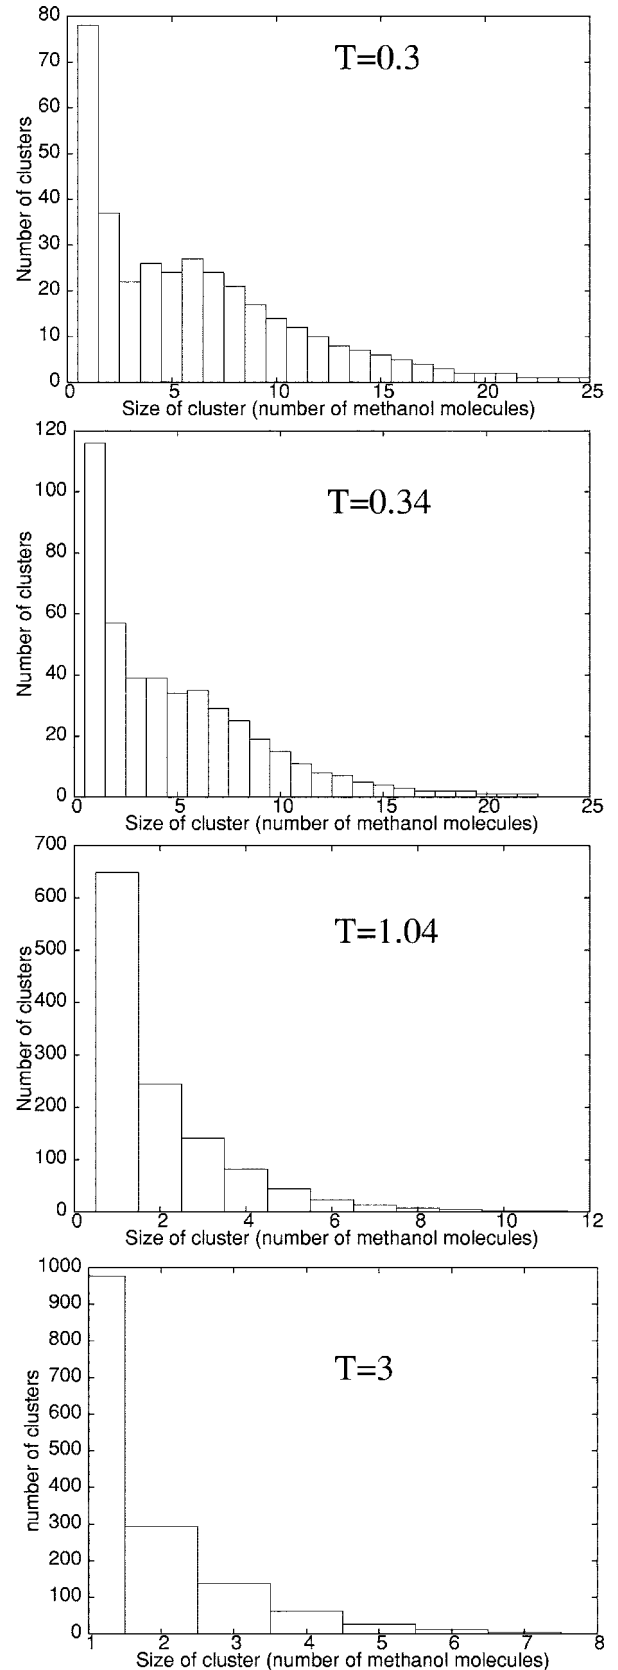 80
70
60
50
40
30
20
10
0
Number of clusters
T=0.3
0 5 10 15 20 25
Size of cluster (number of methanol molecules)
120
100
80
60
40
20
0
Number of clusters
T=0.34
0 5 10 15 20 25
Size of cluster (number of methanol molecules)
700
600
500
400
300
200
100
0
Number of clusters
T=1.04
0 2 4 6 8 10 12
Size of cluster (number of methanol molecules)
1000
900
800
700
600
500
400
300
200
100
0
number of clusters
T=3
1 2 3 4 5 6 7 8
Size of cluster (number of methanol molecules)